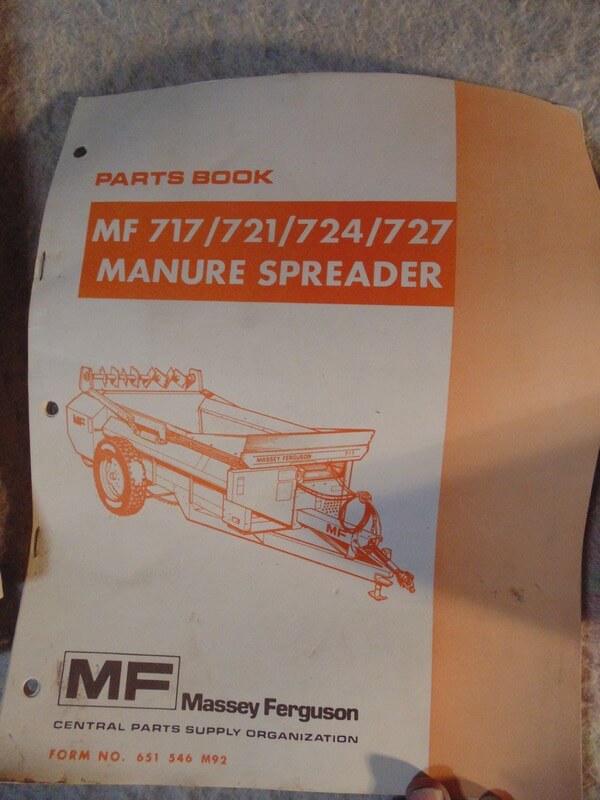 PARTS BOOK
MF 717/721/724/727
MANURE SPREADER
MF
MASSEY FERGUSON
MF
MF
Massey Ferguson
CENTRAL PARTS SUPPLY ORGANIZATION
FORM NO. 651 546 M92